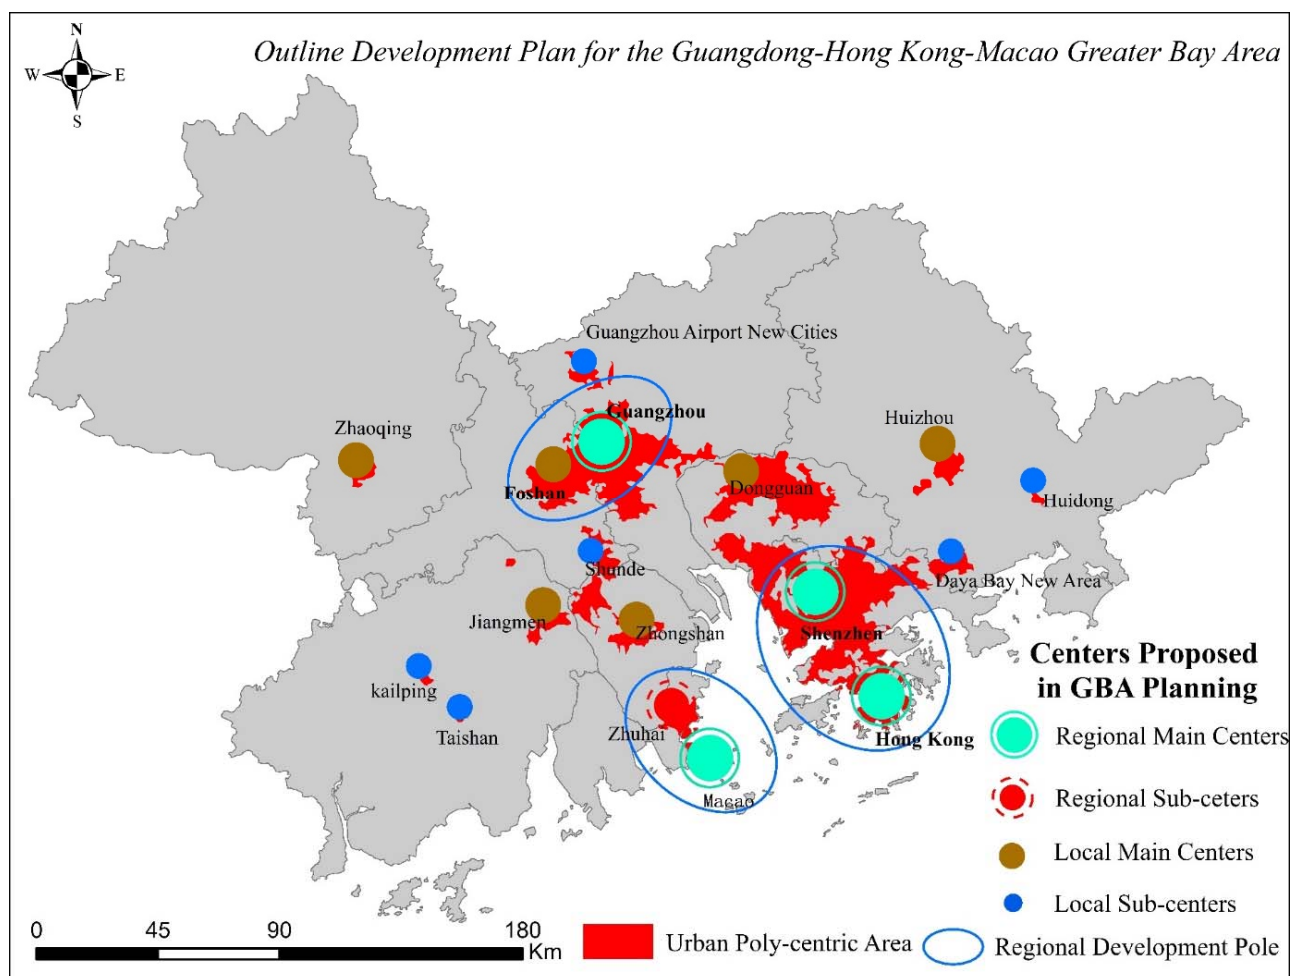 Outline Development Plan for the Guangdong-Hong Kong-Macao Greater Bay Area
N
W E
S
Guangzhou Airport New Cities
Guangzhou
Zhaoqing
Huizhou
Foshan
Dongguan
Huidong
Shunde
Daya Bay New Area
Jiangmen
Zhongshan
Shenzhen
kailping
Taishan
Zhuhai
Hong Kong
Macao
Centers Proposed
in GBA Planning
Regional Main Centers
Regional Sub-ceters
Local Main Centers
Local Sub-centers
0 45 90 180
Km
Urban Poly-centric Area
Regional Development Pole